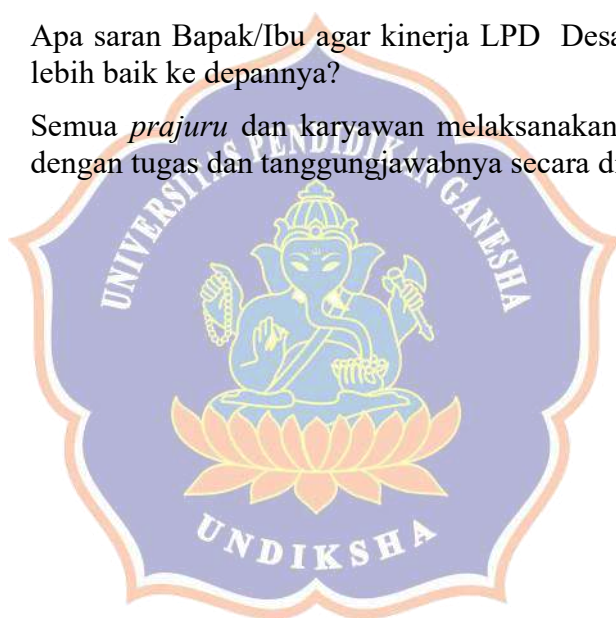 Apa saran Bapak/Ibu agar kinerja LPD Desa
lebih baik ke depannya?
Semua prajuru dan karyawan melaksanakan
dengan tugas dan tanggungjawabnya secara di
UNIVERSITAS PENDIDIKAN GANESHA
UNDIKSHA